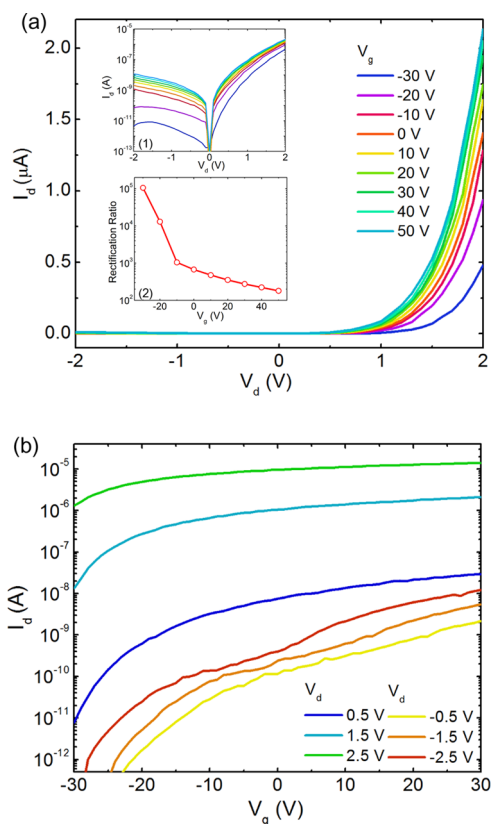 (a)
I_d (μA)
2.0
1.5
1.0
0.5
0.0
-2
-1
0
1
2
V_d (V)
V_g
-30 V
-20 V
-10 V
0 V
10 V
20 V
30 V
40 V
50 V
I_d (A)
10^-5
10^-7
10^-9
10^-11
10^-13
(1)
-2
-1
0
1
2
V_d (V)
Rectification Ratio
10^5
10^4
10^3
10^2
(2)
-20
0
20
40
V_g (V)
(b)
I_d (A)
10^-5
10^-6
10^-7
10^-8
10^-9
10^-10
10^-11
10^-12
-30
-20
-10
0
10
20
30
V_g (V)
V_d V_d
0.5 V -0.5 V
1.5 V -1.5 V
2.5 V -2.5 V